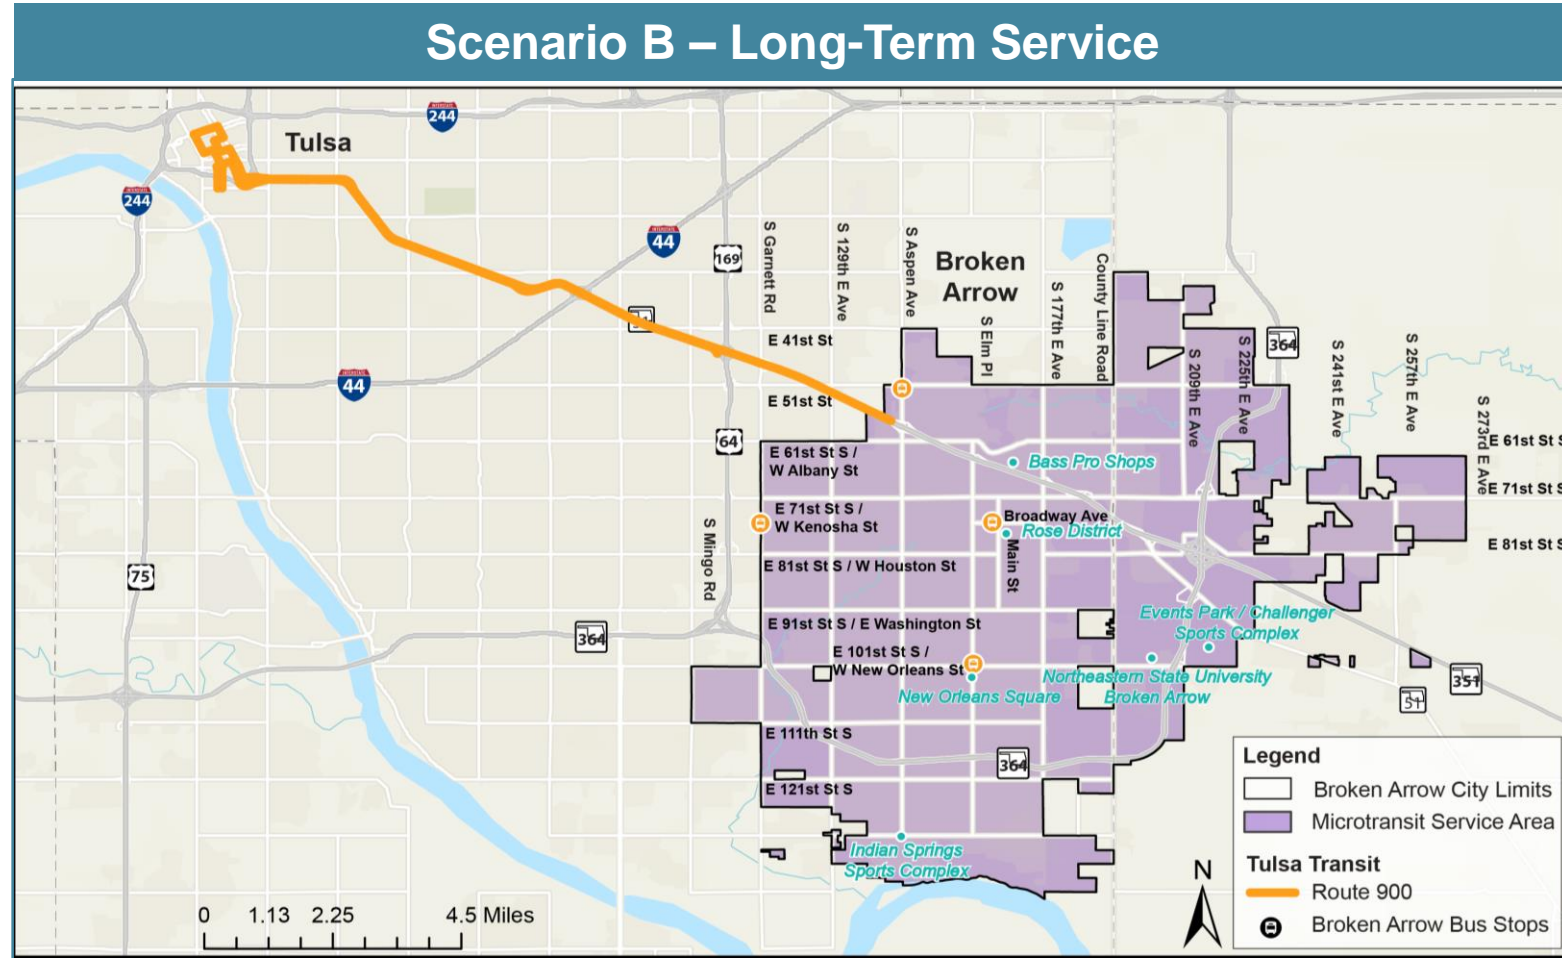 Scenario B – Long-Term Service
244
Tulsa
244
44
169
S Garnett Rd
S 129th E Ave
S Aspen Ave
Broken
Arrow
S Elm Pl
S 177th E Ave
County Line Road
E 41st St
364
S 209th E Ave
S 225th E Ave
S 241st E Ave
S 257th E Ave
S 273rd E Ave
44
E 51st St
64
E 61st St S /
W Albany St
Bass Pro Shops
E 61st St S
E 71st St S
E 71st St S /
W Kenosha St
Broadway Ave
Rose District
Main St
S Mingo Rd
E 81st St S
E 81st St S / W Houston St
75
364
E 91st St S / E Washington St
Events Park / Challenger
Sports Complex
E 101st St S /
W New Orleans St
New Orleans Square
Northeastern State University
Broken Arrow
351
51
E 111th St S
364
E 121st St S
Indian Springs
Sports Complex
Legend
Broken Arrow City Limits
Microtransit Service Area
Tulsa Transit
Route 900
Broken Arrow Bus Stops
N
0 1.13 2.25 4.5 Miles